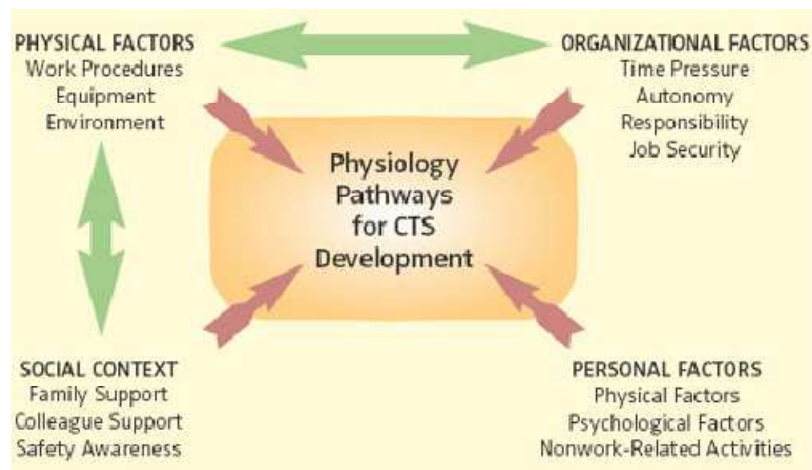 PHYSICAL FACTORS
Work Procedures
Equipment
Environment
ORGANIZATIONAL FACTORS
Time Pressure
Autonomy
Responsibility
Job Security
Physiology
Pathways
for CTS
Development
SOCIAL CONTEXT
Family Support
Colleague Support
Safety Awareness
PERSONAL FACTORS
Physical Factors
Psychological Factors
Nonwork-Related Activities